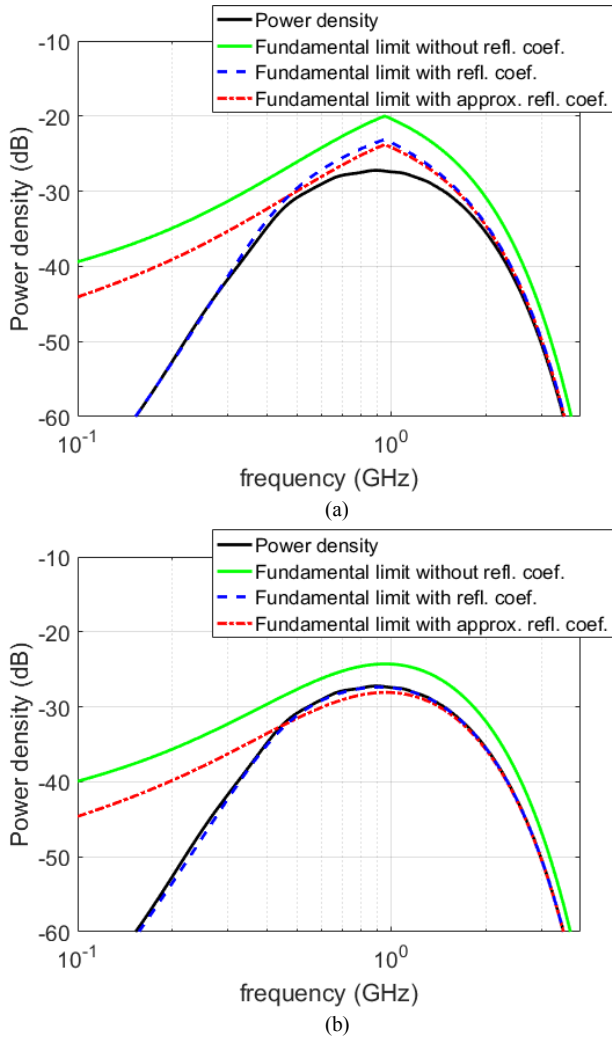 Power density
Fundamental limit without refl. coef.
Fundamental limit with refl. coef.
Fundamental limit with approx. refl. coef.
-10
-20
-30
-40
-50
-60
Power density (dB)
10^-1
10^0
frequency (GHz)
(a)
Power density
Fundamental limit without refl. coef.
Fundamental limit with refl. coef.
Fundamental limit with approx. refl. coef.
-10
-20
-30
-40
-50
-60
Power density (dB)
10^-1
10^0
frequency (GHz)
(b)